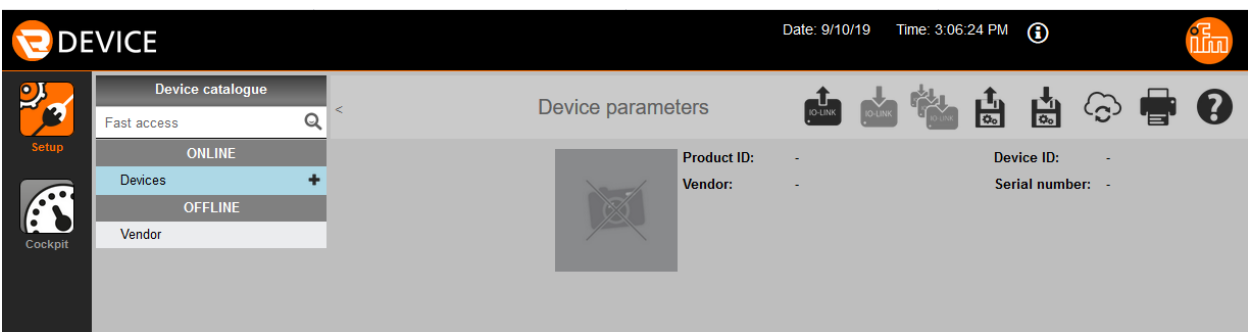 DEVICE
Date: 9/10/19 Time: 3:06:24 PM
ifm
Setup
Cockpit
Device catalogue
Fast access
ONLINE
Devices +
OFFLINE
Vendor
<
Device parameters
IO-LINK
IO-LINK
IO LINK
Product ID: -
Device ID: -
Vendor: -
Serial number: -